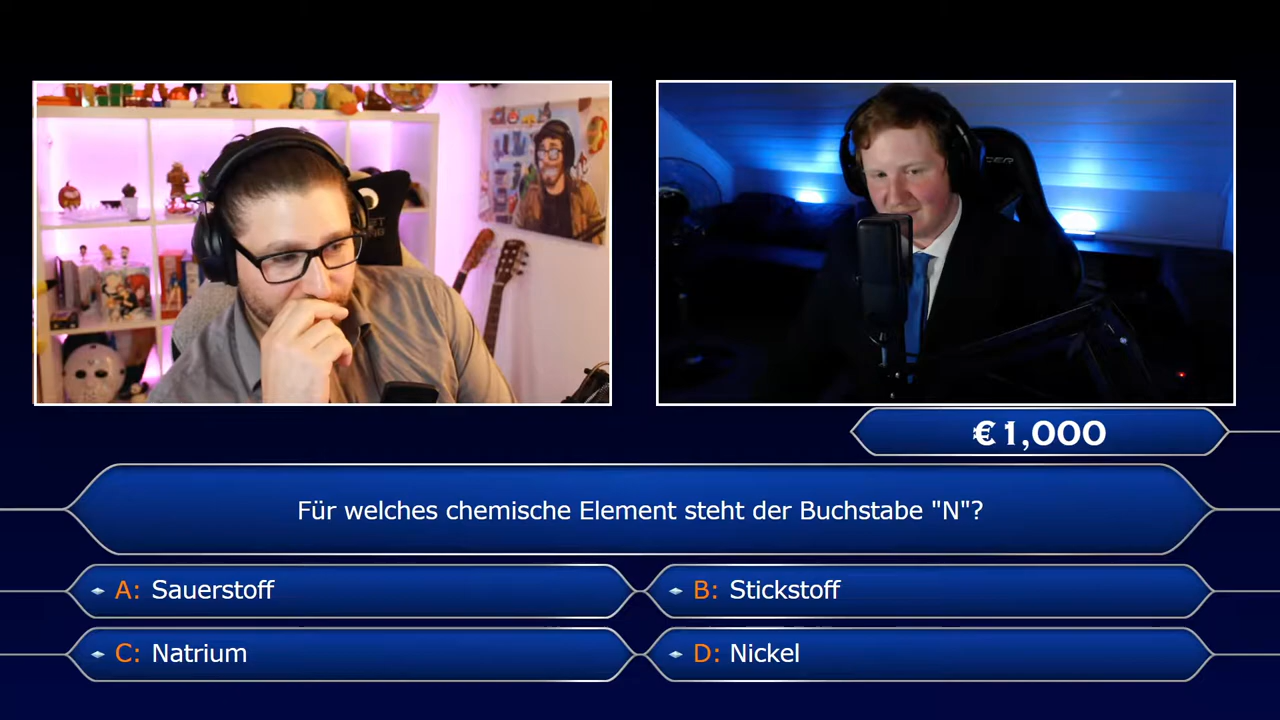 € 1,000
Für welches chemische Element steht der Buchstabe "N"?
A: Sauerstoff
B: Stickstoff
C: Natrium
D: Nickel